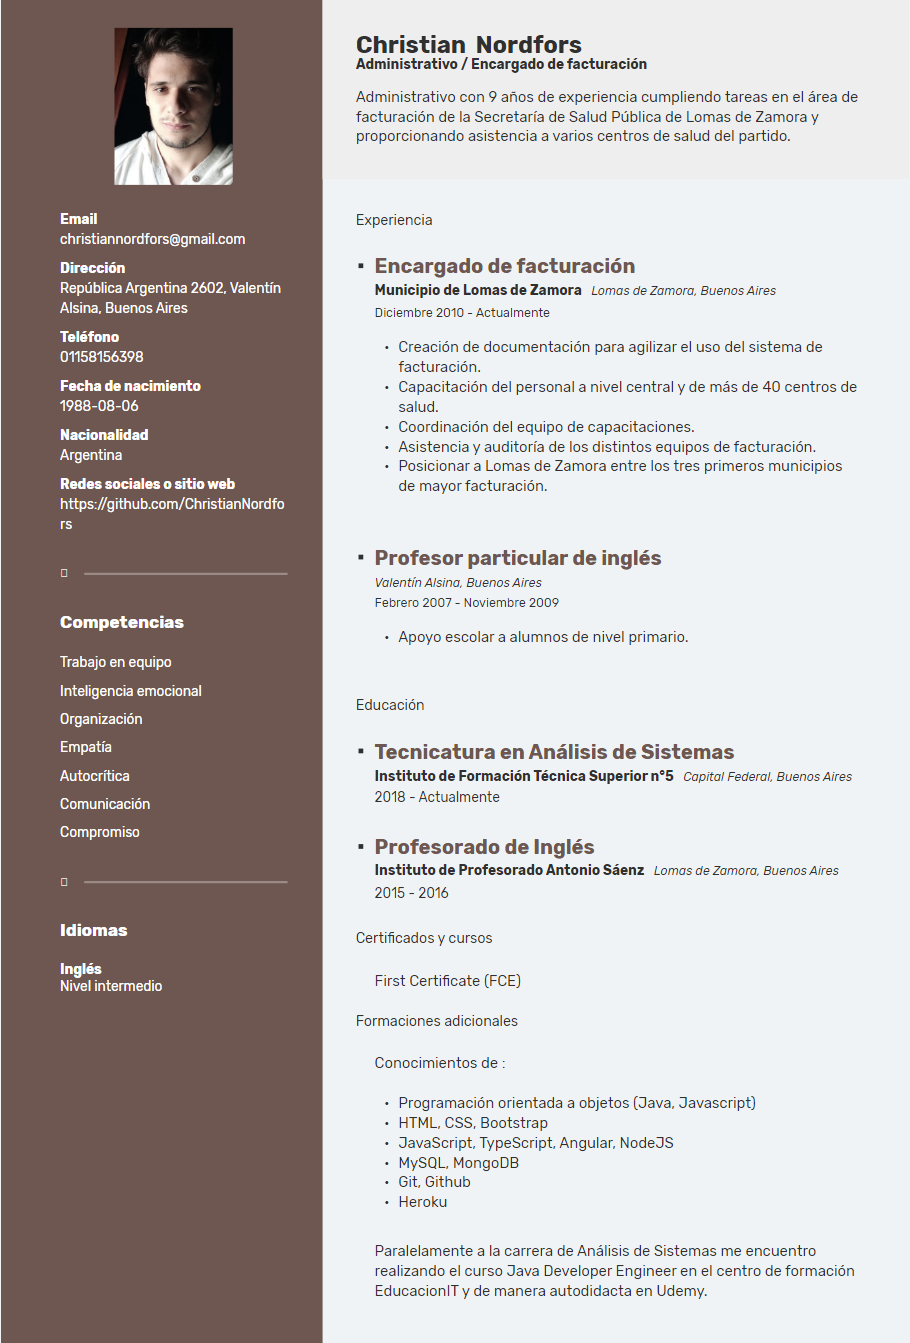 Christian Nordfors
Administrativo / Encargado de facturación
Administrativo con 9 años de experiencia cumpliendo tareas en el área de
facturación de la Secretaría de Salud Pública de Lomas de Zamora y
proporcionando asistencia a varios centros de salud del partido.
Email
christiannordfors@gmail.com
Dirección
República Argentina 2602, Valentín
Alsina, Buenos Aires
Teléfono
01158156398
Fecha de nacimiento
1988-08-06
Nacionalidad
Argentina
Redes sociales o sitio web
https://github.com/ChristianNordfo
rs
Competencias
Trabajo en equipo
Inteligencia emocional
Organización
Empatía
Autocrítica
Comunicación
Compromiso
Idiomas
Inglés
Nivel intermedio
Experiencia
▪ Encargado de facturación
Municipio de Lomas de Zamora Lomas de Zamora, Buenos Aires
Diciembre 2010 - Actualmente
• Creación de documentación para agilizar el uso del sistema de
facturación.
• Capacitación del personal a nivel central y de más de 40 centros de
salud.
• Coordinación del equipo de capacitaciones.
• Asistencia y auditoría de los distintos equipos de facturación.
• Posicionar a Lomas de Zamora entre los tres primeros municipios
de mayor facturación.
▪ Profesor particular de inglés
Valentín Alsina, Buenos Aires
Febrero 2007 - Noviembre 2009
• Apoyo escolar a alumnos de nivel primario.
Educación
▪ Tecnicatura en Análisis de Sistemas
Instituto de Formación Técnica Superior n°5 Capital Federal, Buenos Aires
2018 - Actualmente
▪ Profesorado de Inglés
Instituto de Profesorado Antonio Sáenz Lomas de Zamora, Buenos Aires
2015 - 2016
Certificados y cursos
First Certificate (FCE)
Formaciones adicionales
Conocimientos de :
• Programación orientada a objetos (Java, Javascript)
• HTML, CSS, Bootstrap
• JavaScript, TypeScript, Angular, NodeJS
• MySQL, MongoDB
• Git, Github
• Heroku
Paralelamente a la carrera de Análisis de Sistemas me encuentro
realizando el curso Java Developer Engineer en el centro de formación
EducacionIT y de manera autodidacta en Udemy.